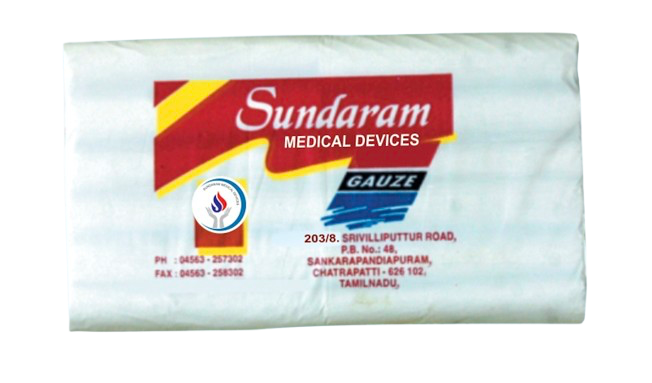 Sundaram
MEDICAL DEVICES
GAUZE
203/8. SRIVILLIPUTTUR ROAD,
P.B. No.: 48,
SANKARAPANDIAPURAM,
CHATRAPATTI - 626 102,
TAMILNADU,
PH : 04563 - 257302
FAX : 04563 - 258302